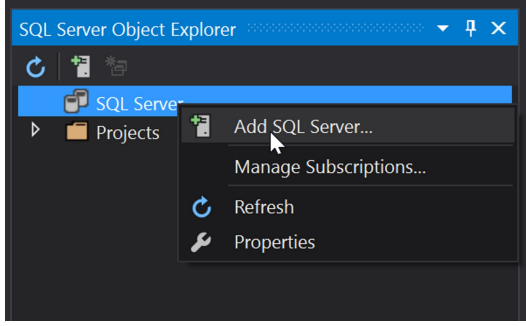 SQL Server Object Explorer
SQL Server
Add SQL Server...
Projects
Manage Subscriptions...
Refresh
Properties